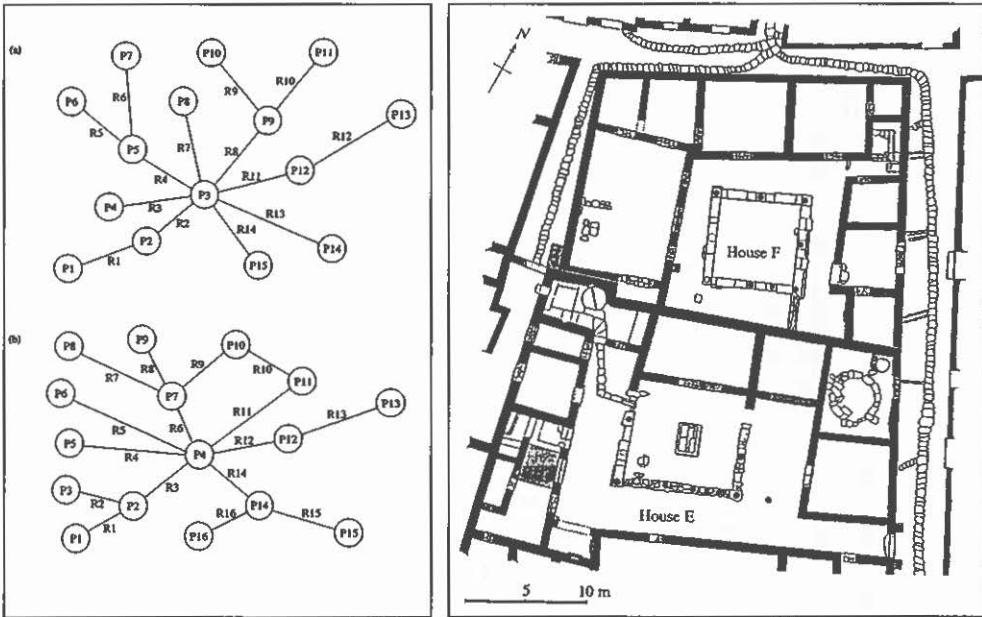 (a)
P7
P10
P11
R10
R9
R6
P6
P8
P9
P13
R12
R5
P5
R7
R8
P12
R4
R11
P4
R3
P3
R13
R2
P2
R14
P14
P1
R1
P15
(b)
P9
P10
P8
R8
R9
R10
R7
P7
P11
P6
R6
R11
P13
R13
R5
P5
R12
P12
R4
P4
R14
P3
R3
R2
P2
P14
R15
R1
R16
P1
P16
P15
N
House F
House E
5 10 m